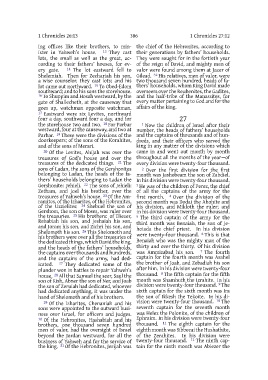 ing offices like their brothers, to min-
ister in Yahweh’s house. 13 They cast
lots, the small as well as the great, ac-
cording to their fathers’ houses, for ev-
ery gate. 14 The lot eastward fell to
Shelemiah. Then for Zechariah his son,
a wise counselor, they cast lots; and his
lot came out northward. 15 To Obed-Edom
southward; and to his sons the storehouse.
16 To Shuppim and Hosah westward, by the
gate of Shallecheth, at the causeway that
goes up, watchman opposite watchman.
17 Eastward were six Levites, northward
four a day, southward four a day, and for
the storehouse two and two. 18 For Parbar
westward, four at the causeway, and two at
Parbar. 19 These were the divisions of the
doorkeepers; of the sons of the Korahites,
and of the sons of Merari.
20 Of the Levites, Ahijah was over the
treasures of God’s house and over the
treasures of the dedicated things. 21 The
sons of Ladan, the sons of the Gershonites
belonging to Ladan, the heads of the fa-
thers’ households belonging to Ladan the
Gershonite: Jehieli. 22 The sons of Jehieli:
Zetham, and Joel his brother, over the
treasures of Yahweh’s house. 23 Of the Am-
ramites, of the Izharites, of the Hebronites,
of the Uzzielites: 24 Shebuel the son of
Gershom, the son of Moses, was ruler over
the treasures. 25 His brothers: of Eliezer,
Rehabiah his son, and Jeshaiah his son,
and Joram his son, and Zichri his son, and
Shelomoth his son. 26 This Shelomoth and
his brothers were over all the treasures of
the dedicated things, which David the king,
and the heads of the fathers’ households,
the captains over thousands and hundreds,
and the captains of the army, had dedi-
cated. 27 They dedicated some of the
plunder won in battles to repair Yahweh’s
house. 28 All that Samuel the seer, Saul the
son of Kish, Abner the son of Ner, and Joab
the son of Zeruiah had dedicated, whoever
had dedicated anything, it was under the
hand of Shelomoth and of his brothers.
29 Of the Izharites, Chenaniah and his
sons were appointed to the outward busi-
ness over Israel, for officers and judges.
30 Of the Hebronites, Hashabiah and his
brothers, one thousand seven hundred
men of valor, had the oversight of Israel
beyond the Jordan westward, for all the
business of Yahweh and for the service of
the king. 31 Of the Hebronites, Jerijah was
the chief of the Hebronites, according to
their generations by fathers’ households.
They were sought for in the fortieth year
of the reign of David, and mighty men of
valor were found among them at Jazer of
Gilead. 32 His relatives, men of valor, were
two thousand seven hundred, heads of fa-
thers’ households, whom king David made
overseers over the Reubenites, the Gadites,
and the half-tribe of the Manassites, for
every matter pertaining to God and for the
affairs of the king.
27
1 Now the children of Israel after their
number, the heads of fathers’ households
and the captains of thousands and of hun-
dreds, and their officers who served the
king in any matter of the divisions which
came in and went out month by month
throughout all the months of the year—of
every division were twenty-four thousand.
2 Over the first division for the first
month was Jashobeam the son of Zabdiel.
In his division were twenty-four thousand.
3 He was of the children of Perez, the chief
of all the captains of the army for the
first month. 4 Over the division of the
second month was Dodai the Ahohite and
his division, and Mikloth the ruler; and
in his division were twenty-four thousand.
5 The third captain of the army for the
third month was Benaiah, the son of Je-
hoiada the chief priest. In his division
were twenty-four thousand. 6 This is that
Benaiah who was the mighty man of the
thirty and over the thirty. Of his division
was Ammizabad his son. 7 The fourth
captain for the fourth month was Asahel
the brother of Joab, and Zebadiah his son
after him. In his division were twenty-four
thousand. 8 The fifth captain for the fifth
month was Shamhuth the Izrahite. In his
division were twenty-four thousand. 9 The
sixth captain for the sixth month was Ira
the son of Ikkesh the Tekoite. In his di-
vision were twenty-four thousand. 10 The
seventh captain for the seventh month
was Helez the Pelonite, of the children of
Ephraim. In his division were twenty-four
thousand. 11 The eighth captain for the
eighth month was Sibbecai the Hushathite,
of the Zerahites. In his division were
twenty-four thousand. 12 The ninth cap-
tain for the ninth month was Abiezer the